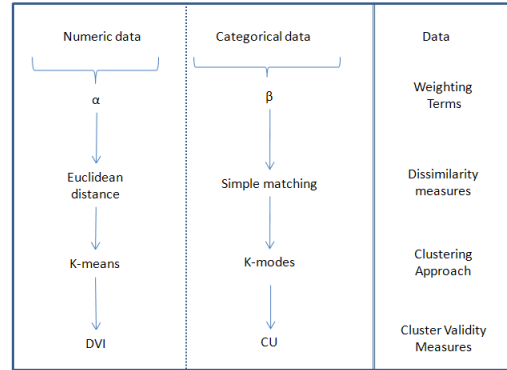 Numeric data
Categorical data
Data
α
β
Weighting
Terms
Euclidean
distance
Simple matching
Dissimilarity
measures
K-means
K-modes
Clustering
Approach
DVI
CU
Cluster Validity
Measures